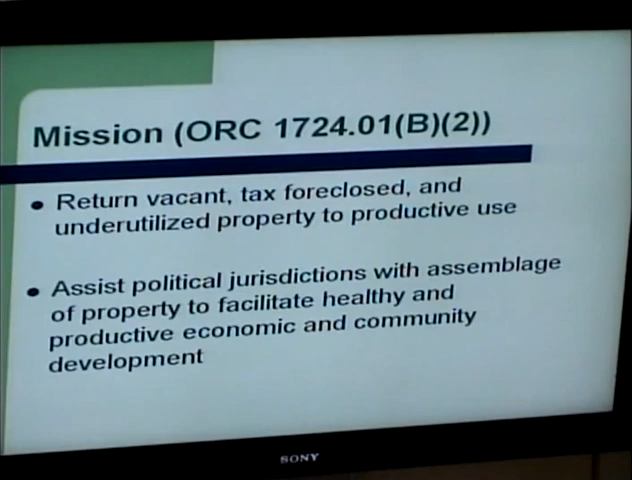 Mission (ORC 1724.01(B)(2))
● Return vacant, tax foreclosed, and
underutilized property to productive use
● Assist political jurisdictions with assemblage
of property to facilitate healthy and
productive economic and community
development
SONY